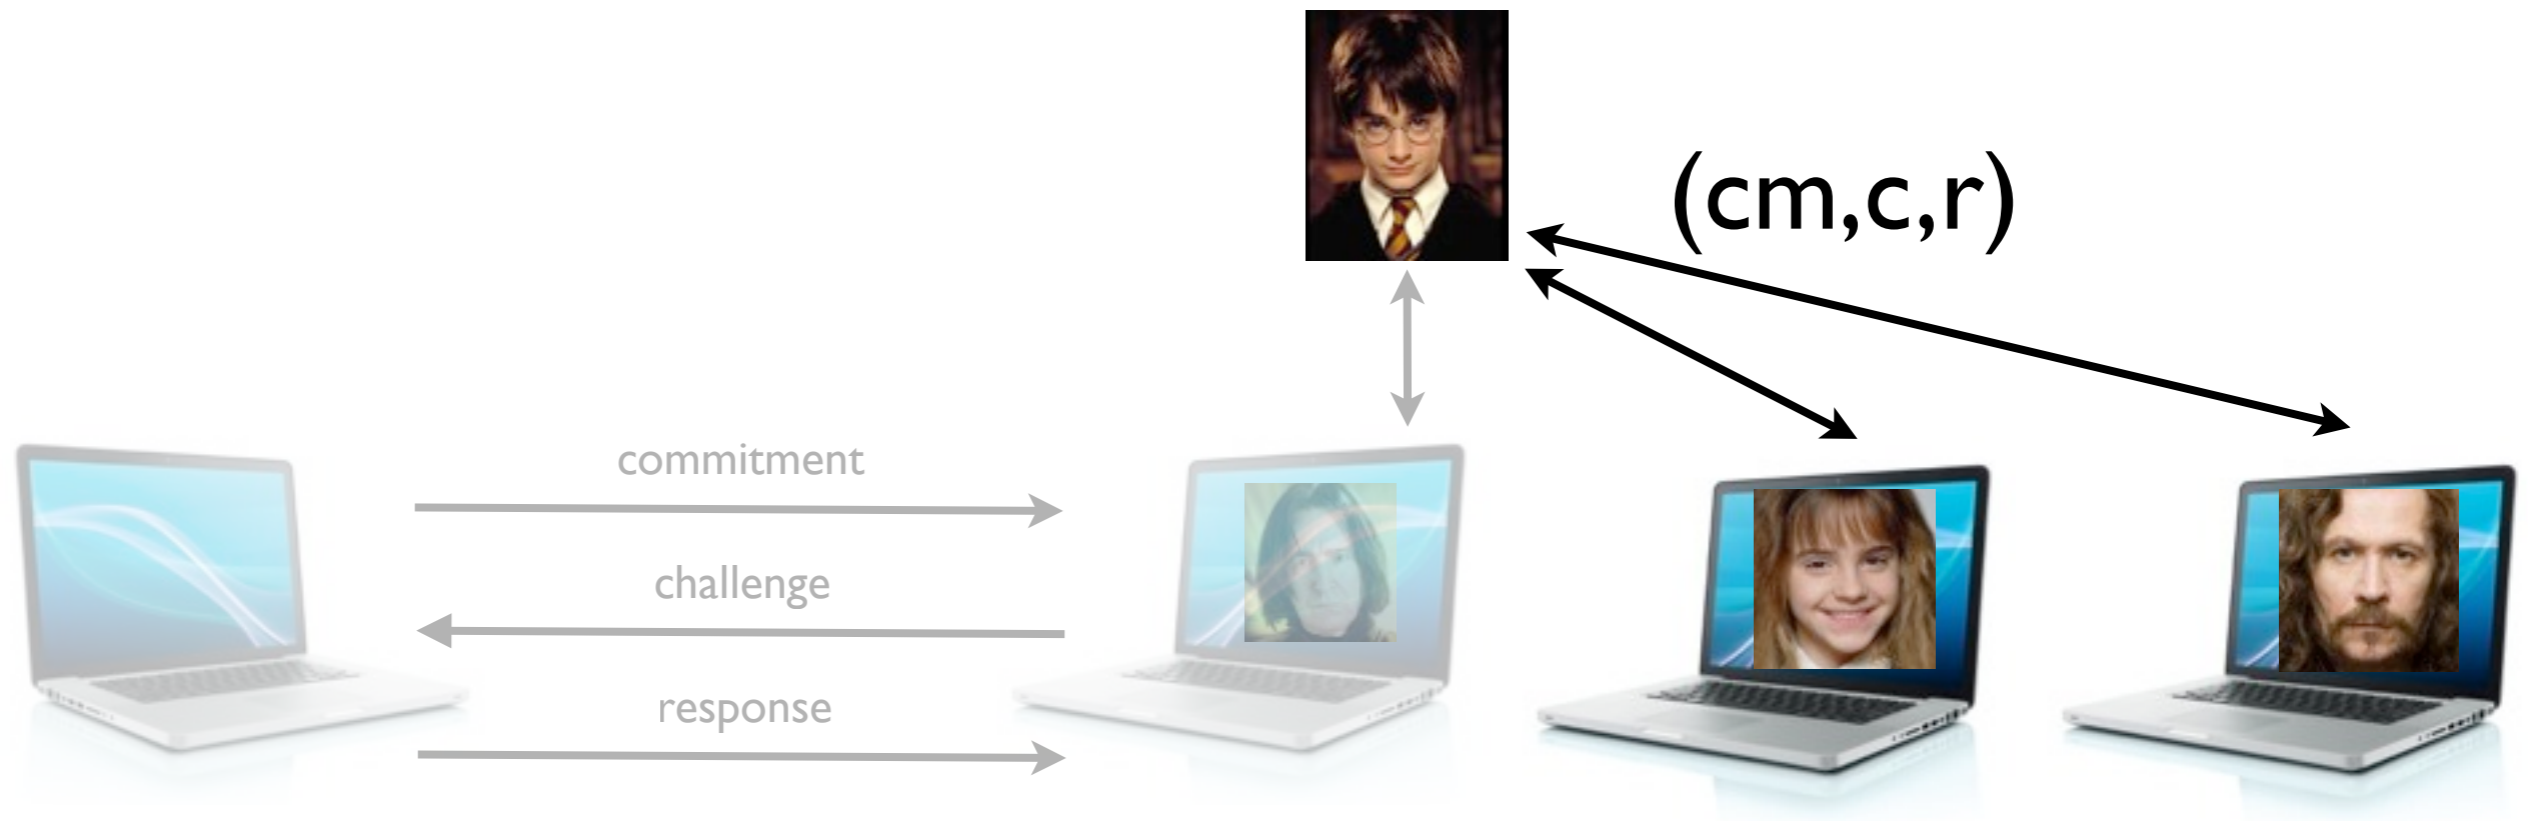 (cm,c,r)
commitment
challenge
response